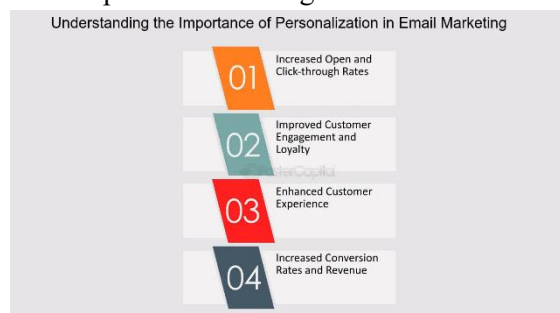 Understanding the Importance of Personalization in Email Marketing
01
Increased Open and
Click-through Rates
02
Improved Customer
Engagement and
Loyalty
03
Enhanced Customer
Experience
04
Increased Conversion
Rates and Revenue